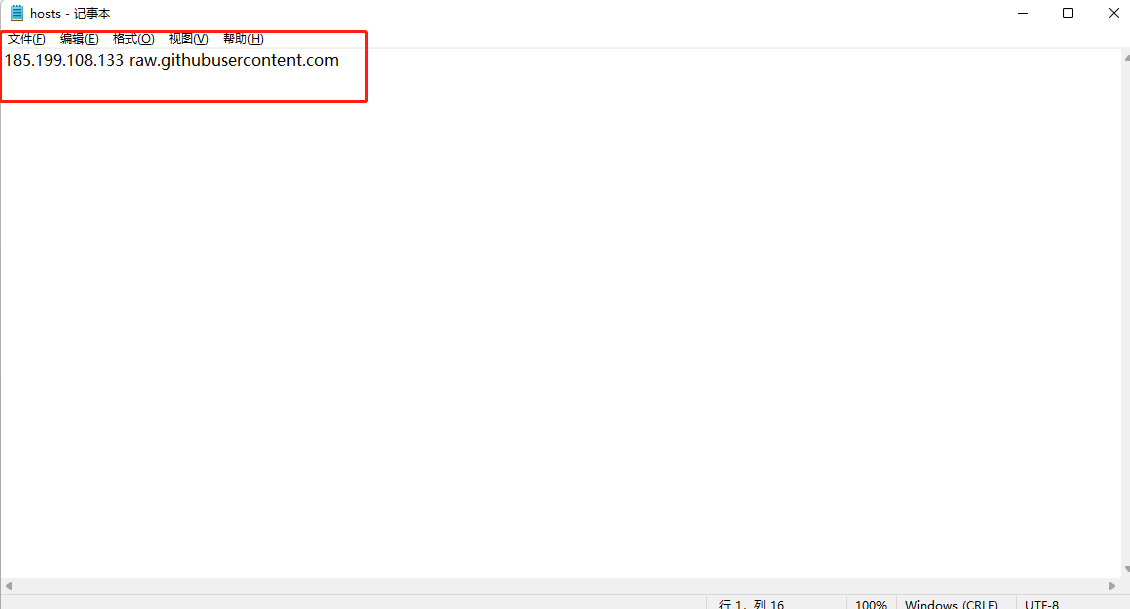 hosts - 记事本
文件(F) 编辑(E) 格式(O) 视图(V) 帮助(H)
185.199.108.133 raw.githubusercontent.com
行 1，列 16 100% Windows (CRLF) UTF-8